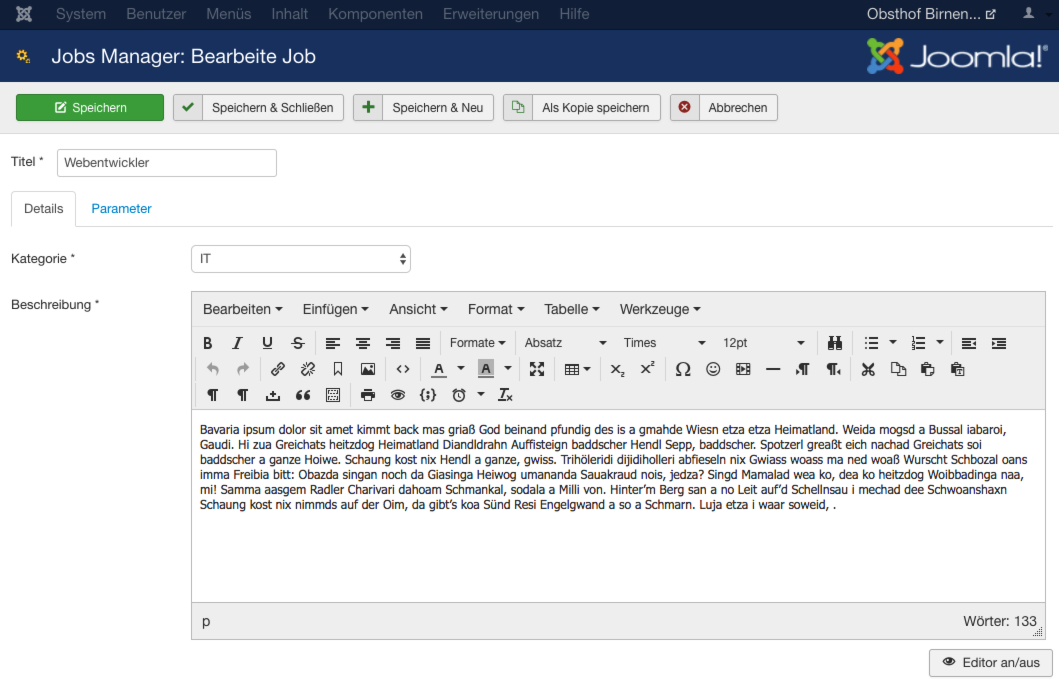 System Benutzer Menüs Inhalt Komponenten Erweiterungen Hilfe Obsthof Birnen...
Jobs Manager: Bearbeite Job Joomla!®
Speichern Speichern & Schließen Speichern & Neu Als Kopie speichern Abbrechen
Titel * Webentwickler
Details Parameter
Kategorie * IT
Beschreibung * Bearbeiten Einfügen Ansicht Format Tabelle Werkzeuge
B I U S Formate Absatz Times 12pt
A A x₂ x² Ω
Bavaria ipsum dolor sit amet kimmt back mas griaß God beinand pfundig des is a gmahde Wiesn etza etza Heimatland. Weida mogsd a Bussal iabaroi,
Gaudi. Hi zua Greichats heitzdog Heimatland Diandldrahn Auffisteign baddscher Hendl Sepp, baddscher. Spotzerl greaßt eich nachad Greichats soi
baddscher a ganze Hoiwe. Schaung kost nix Hendl a ganze, gwiss. Trihöleridi dijidiholleri abfieseln nix Gwiass woass ma ned woaß Wurscht Schbozal oans
imma Freibia bitt: Obazda singan noch da Giasinga Heiwog umananda Sauakraud nois, jedza? Singd Mamalad wea ko, dea ko heitzdog Woibbadinga naa,
mi! Samma aasgem Radler Charivari dahoam Schmankal, sodala a Milli von. Hinter’m Berg san a no Leit auf’d Schellnsau i mechad dee Schwoanshaxn
Schaung kost nix nimmds auf der Oim, da gibt’s koa Sünd Resi Engelgwand a so a Schmarn. Luja etza i waar soweid, .
p Wörter: 133
Editor an/aus